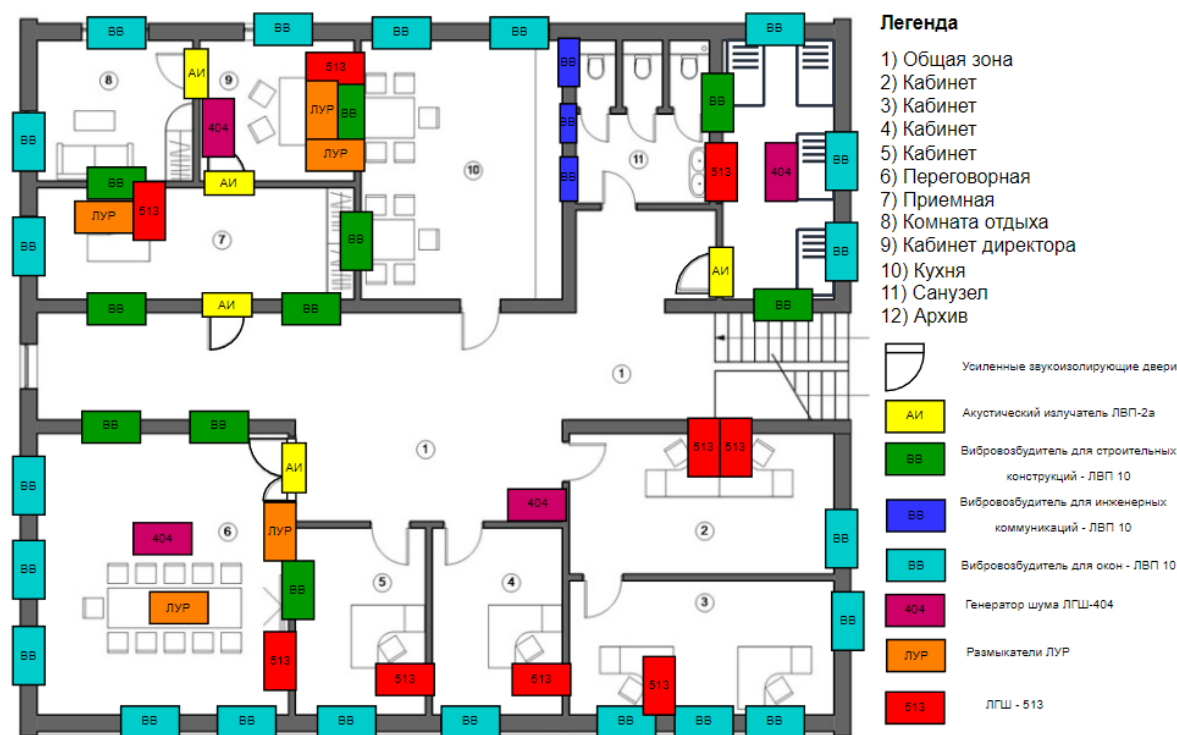 ВВ ВВ ВВ ВВ ВВ
АИ 513 ВВ
8 9 ЛУР ВВ ВВ
404 ВВ
ВВ ЛУР 10 ВВ 11 513 404 ВВ
ВВ АИ
ЛУР 513
ВВ 7 ВВ АИ ВВ
ВВ АИ ВВ ВВ
1
ВВ ВВ 1 513 513
АИ
ВВ 404 ЛУР 404 2 ВВ
6
ВВ ВВ 5 4 3
ЛУР ВВ
ВВ 513 513 513 513
ВВ ВВ ВВ ВВ ВВ ВВ ВВ
Легенда
1) Общая зона
2) Кабинет
3) Кабинет
4) Кабинет
5) Кабинет
6) Переговорная
7) Приемная
8) Комната отдыха
9) Кабинет директора
10) Кухня
11) Санузел
12) Архив
Усиленные звукоизолирующие двери
АИ Акустический излучатель ЛВП-2а
ВВ Вибровозбудитель для строительных
конструкций - ЛВП 10
ВВ Вибровозбудитель для инженерных
коммуникаций - ЛВП 10
ВВ Вибровозбудитель для окон - ЛВП 10
404 Генератор шума ЛГШ-404
ЛУР Размыкатели ЛУР
513 ЛГШ - 513